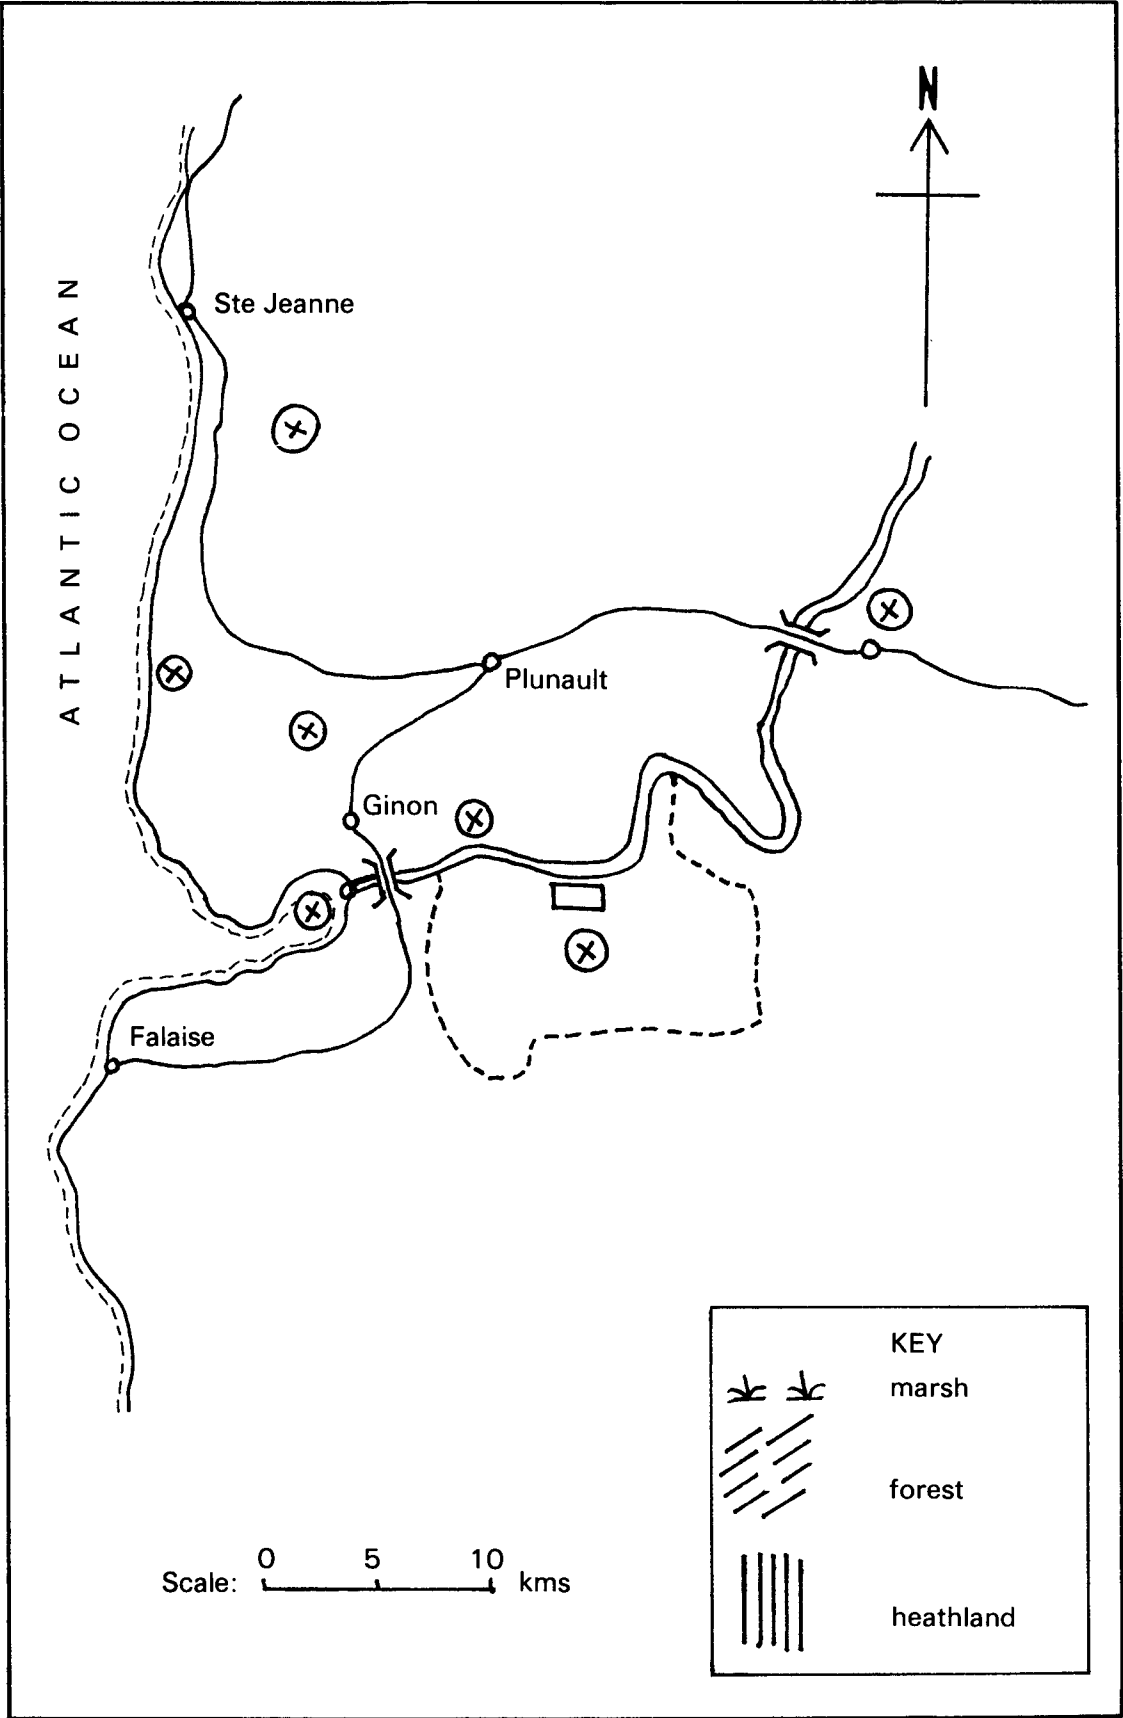 N
Ste Jeanne
ATLANTIC OCEAN
Plunault
Ginon
Falaise
KEY
marsh
forest
heathland
0 5 10
Scale: kms